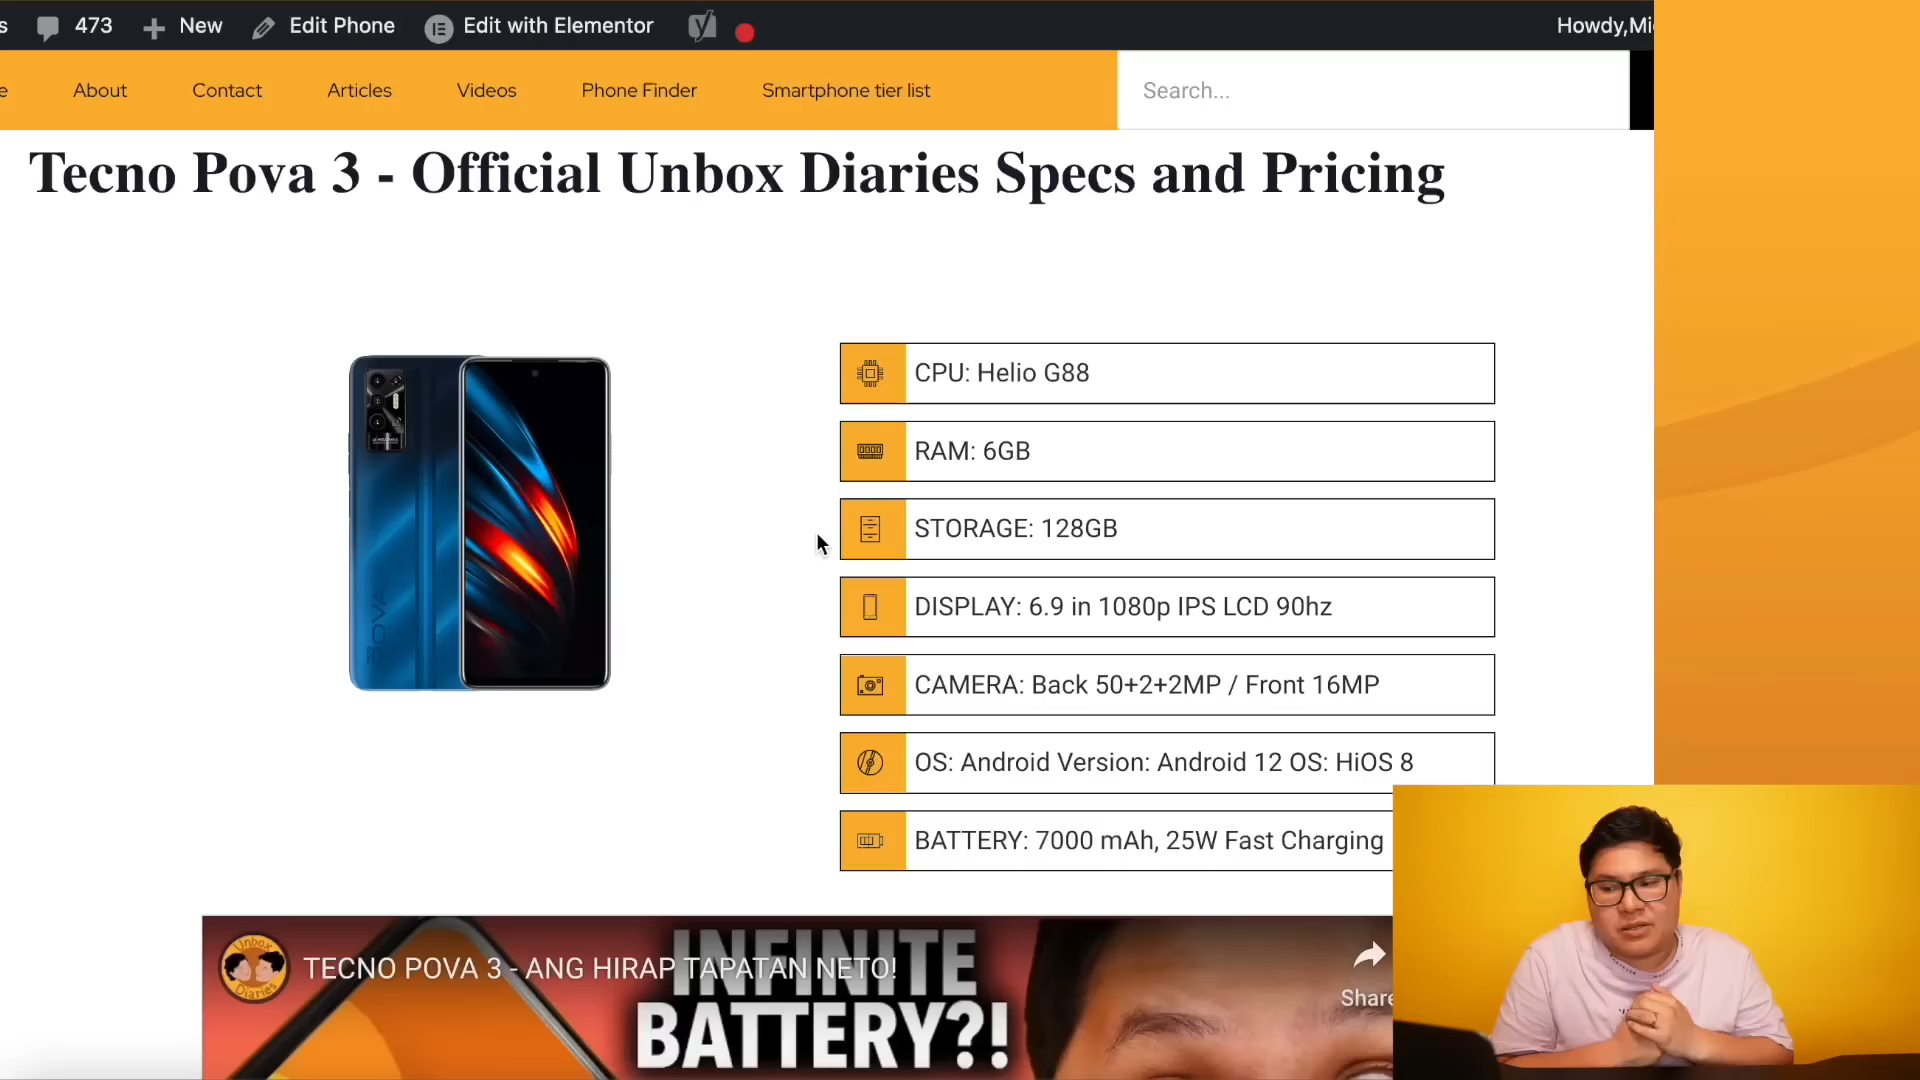 s 473 New Edit Phone Edit with Elementor Howdy,Mi
e About Contact Articles Videos Phone Finder Smartphone tier list Search...
Tecno Pova 3 - Official Unbox Diaries Specs and Pricing
CPU: Helio G88
RAM: 6GB
STORAGE: 128GB
DISPLAY: 6.9 in 1080p IPS LCD 90hz
CAMERA: Back 50+2+2MP / Front 16MP
OS: Android Version: Android 12 OS: HiOS 8
BATTERY: 7000 mAh, 25W Fast Charging
POVA
Unbox
Diaries
TECNO POVA 3 - ANG HIRAP TAPATAN NETO!
INFINITE
BATTERY?!
Share